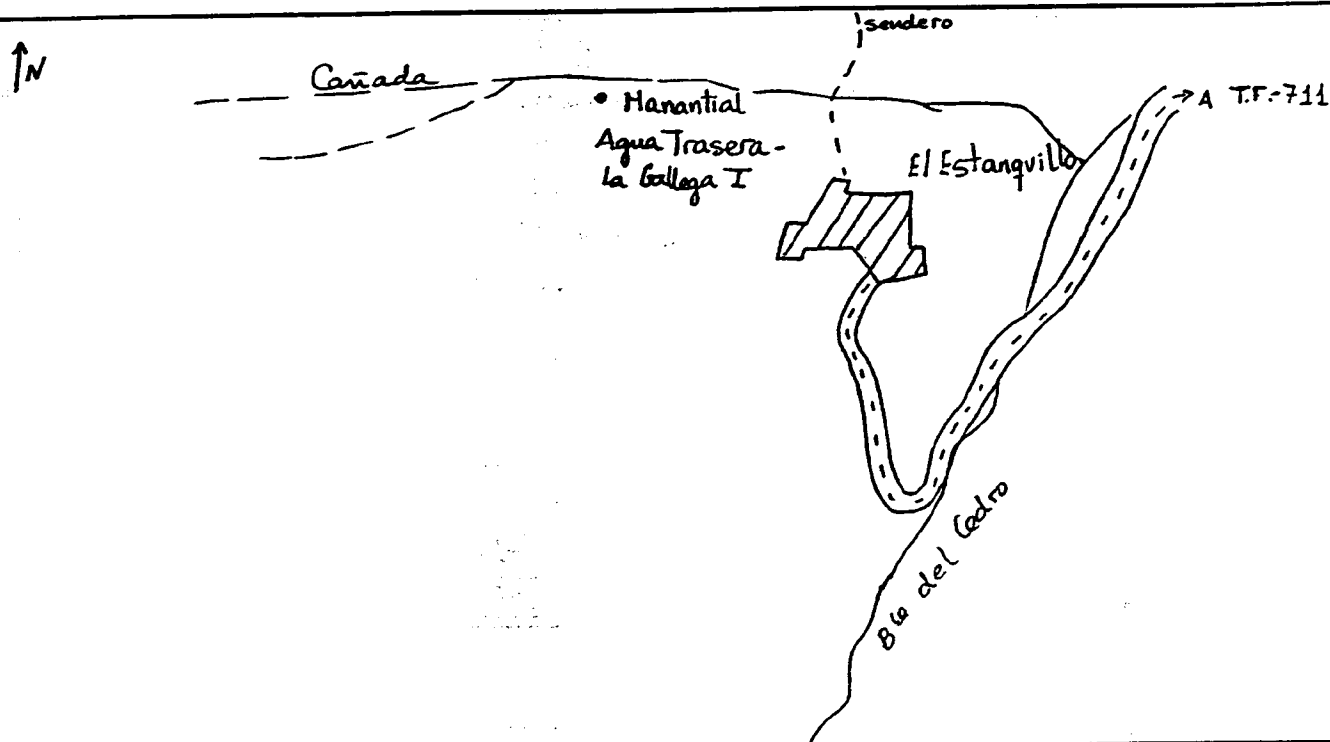 sendero
N
Cañada
Manantial
Agua Trasera-
la Gallega I
El Estanquillo
A T.F.-711
Bco del Cedro